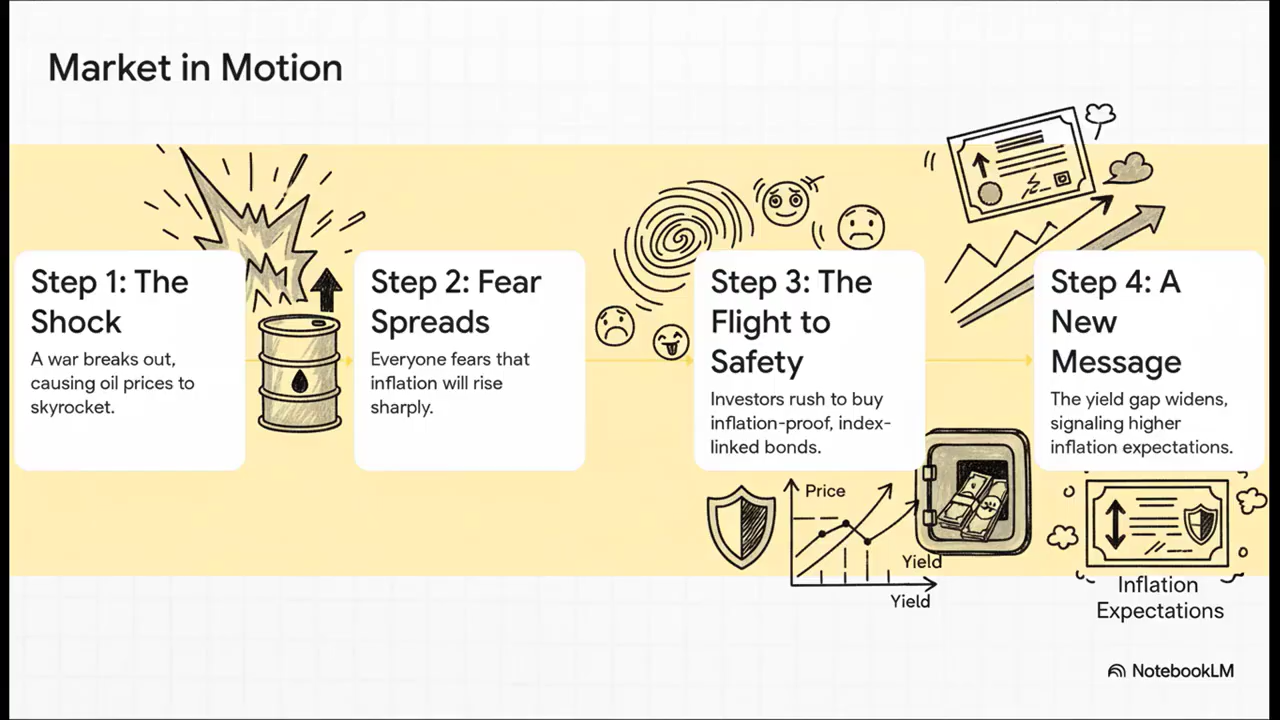 Market in Motion
Step 1: The
Shock
A war breaks out,
causing oil prices to
skyrocket.
Step 2: Fear
Spreads
Everyone fears that
inflation will rise
sharply.
Step 3: The
Flight to
Safety
Investors rush to buy
inflation-proof, index-
linked bonds.
Step 4: A
New
Message
The yield gap widens,
signaling higher
inflation expectations.
Price
Yield
Yield
Inflation
Expectations
NotebookLM